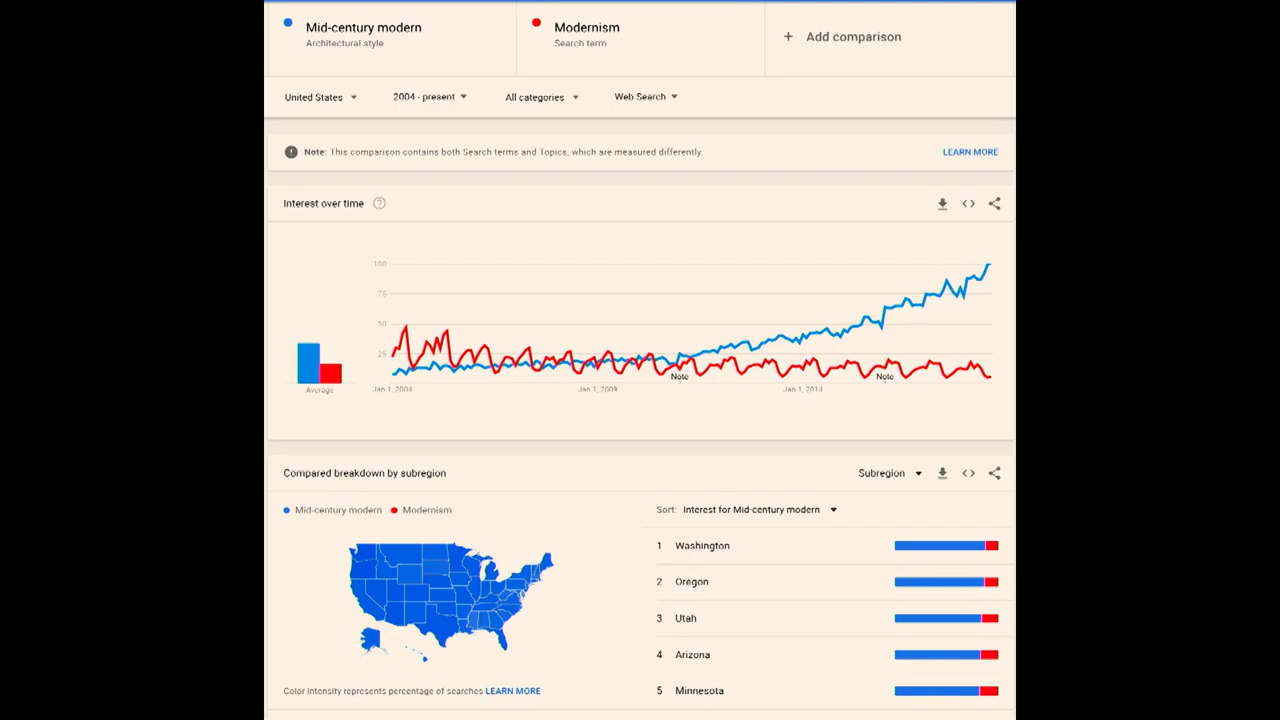 Mid-century modern
Architectural style
Modernism
Search term
+ Add comparison
United States
2004 - present
All categories
Web Search
Note: This comparison contains both Search terms and Topics, which are measured differently.
LEARN MORE
Interest over time
100
75
50
25
Note
Note
Average
Jan 1, 2004
Jan 1, 2009
Jan 1, 2014
Compared breakdown by subregion
Subregion
Mid-century modern
Modernism
Sort: Interest for Mid-century modern
1 Washington
2 Oregon
3 Utah
4 Arizona
5 Minnesota
Color intensity represents percentage of searches LEARN MORE